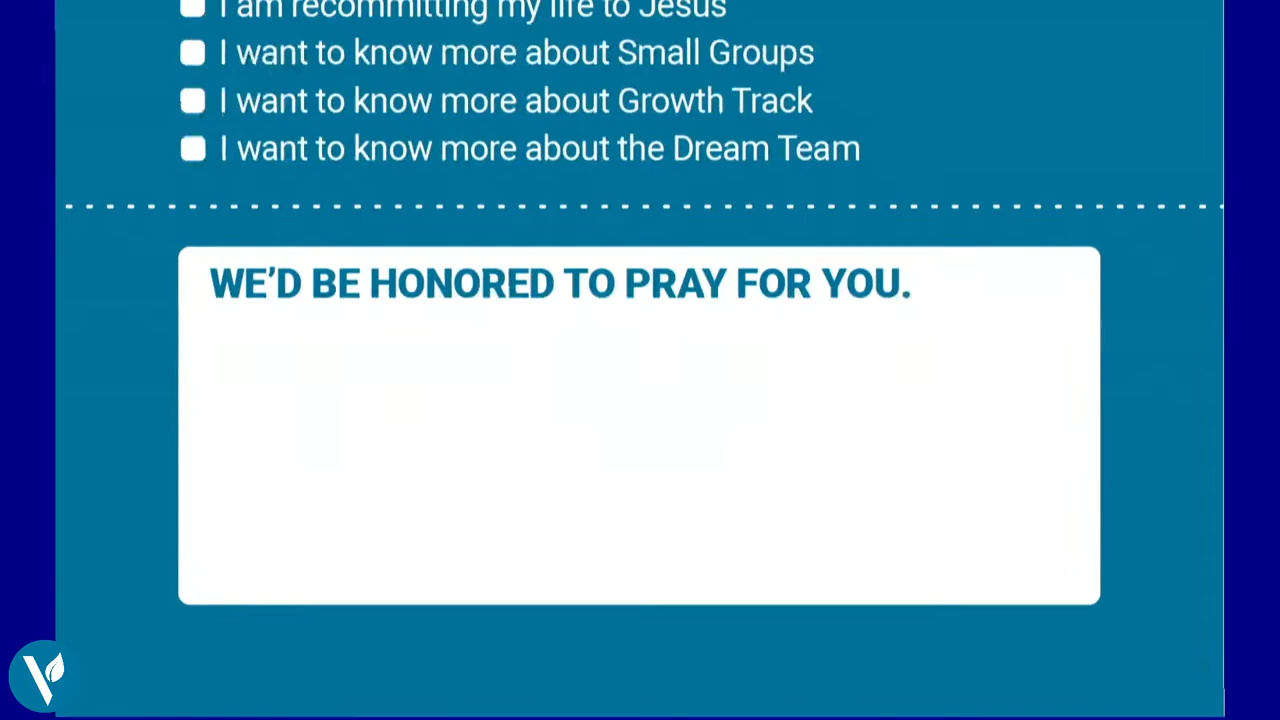 I am recommitting my life to Jesus
I want to know more about Small Groups
I want to know more about Growth Track
I want to know more about the Dream Team
WE'D BE HONORED TO PRAY FOR YOU.